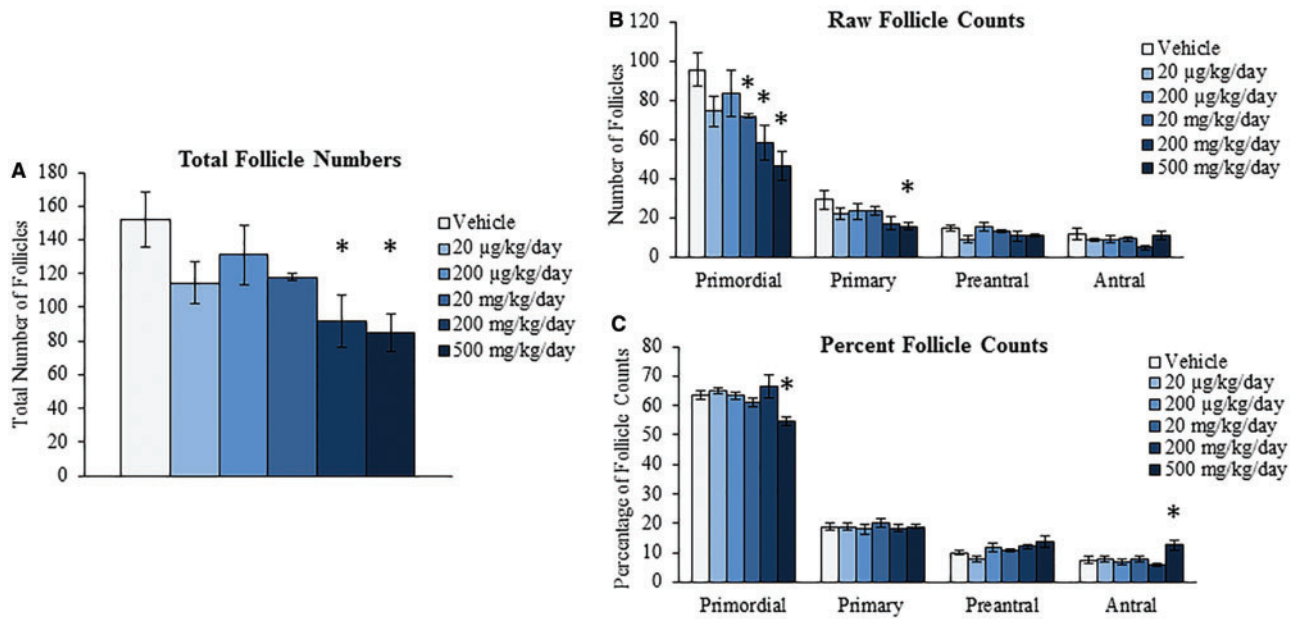 A
Total Follicle Numbers
Total Number of Follicles
180
160
140
120
100
80
60
40
20
0
*
*
Vehicle
20 µg/kg/day
200 µg/kg/day
20 mg/kg/day
200 mg/kg/day
500 mg/kg/day
B
Raw Follicle Counts
Number of Follicles
120
100
80
60
40
20
0
*
*
*
*
Primordial Primary Preantral Antral
Vehicle
20 µg/kg/day
200 µg/kg/day
20 mg/kg/day
200 mg/kg/day
500 mg/kg/day
C
Percent Follicle Counts
Percentage of Follicle Counts
80
70
60
50
40
30
20
10
0
*
*
Primordial Primary Preantral Antral
Vehicle
20 µg/kg/day
200 µg/kg/day
20 mg/kg/day
200 mg/kg/day
500 mg/kg/day